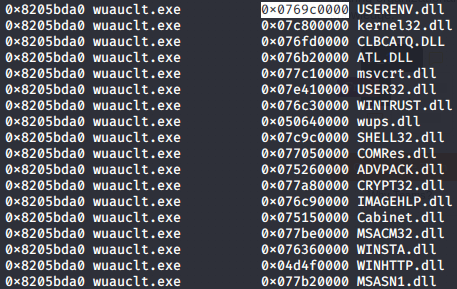 0×8205bda0 wuauclt.exe 0×0769c0000 USERENV.dll
0×8205bda0 wuauclt.exe 0×07c800000 kernel32.dll
0×8205bda0 wuauclt.exe 0×076fd0000 CLBCATQ.DLL
0×8205bda0 wuauclt.exe 0×076b20000 ATL.DLL
0×8205bda0 wuauclt.exe 0×077c10000 msvcrt.dll
0×8205bda0 wuauclt.exe 0×07e410000 USER32.dll
0×8205bda0 wuauclt.exe 0×076c30000 WINTRUST.dll
0×8205bda0 wuauclt.exe 0×050640000 wups.dll
0×8205bda0 wuauclt.exe 0×07c9c0000 SHELL32.dll
0×8205bda0 wuauclt.exe 0×077050000 COMRes.dll
0×8205bda0 wuauclt.exe 0×075260000 ADVPACK.dll
0×8205bda0 wuauclt.exe 0×077a80000 CRYPT32.dll
0×8205bda0 wuauclt.exe 0×076c90000 IMAGEHLP.dll
0×8205bda0 wuauclt.exe 0×075150000 Cabinet.dll
0×8205bda0 wuauclt.exe 0×077be0000 MSACM32.dll
0×8205bda0 wuauclt.exe 0×076360000 WINSTA.dll
0×8205bda0 wuauclt.exe 0×04d4f0000 WINHTTP.dll
0×8205bda0 wuauclt.exe 0×077b20000 MSASN1.dll